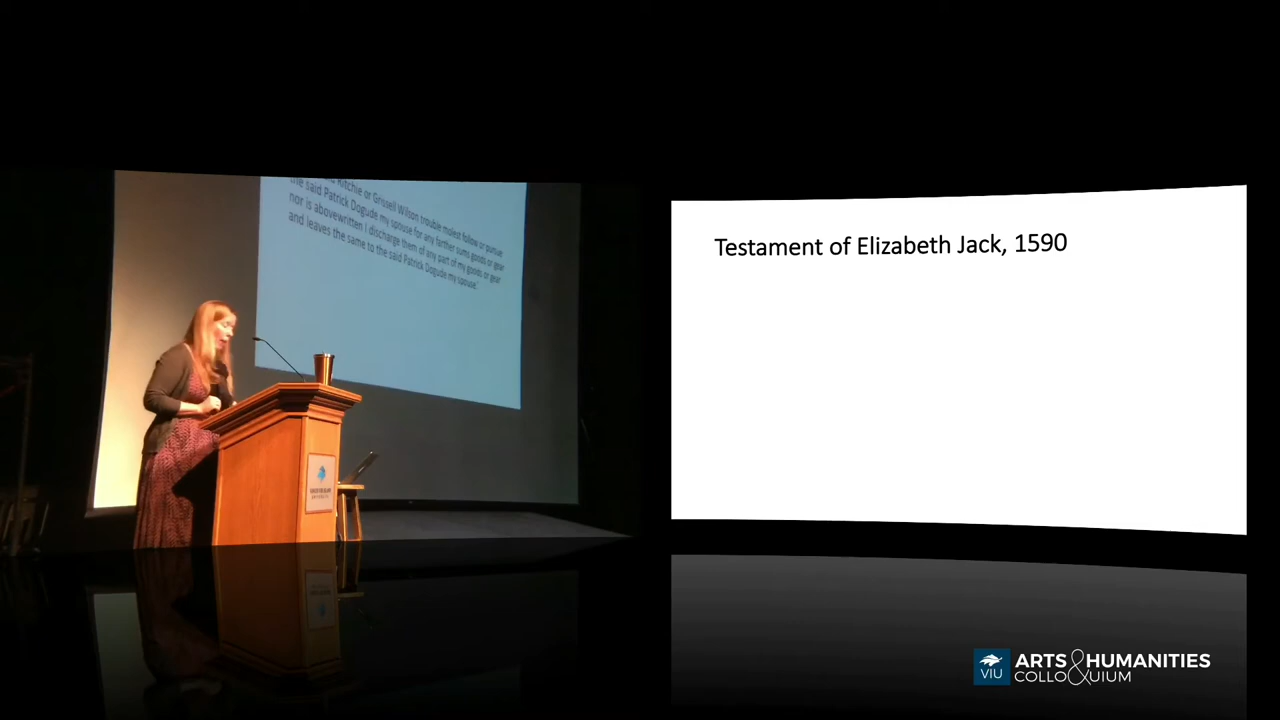 Ritchie or Grissell Wilson trouble molest follow or pursue
the said Patrick Dogude my spouse for any farther sums goods or gear
nor is abovewritten I discharge them of any part of my goods or gear
and leaves the same to the said Patrick Dogude my spouse.'
Testament of Elizabeth Jack, 1590
VIU
ARTS & HUMANITIES
COLLOQUIUM